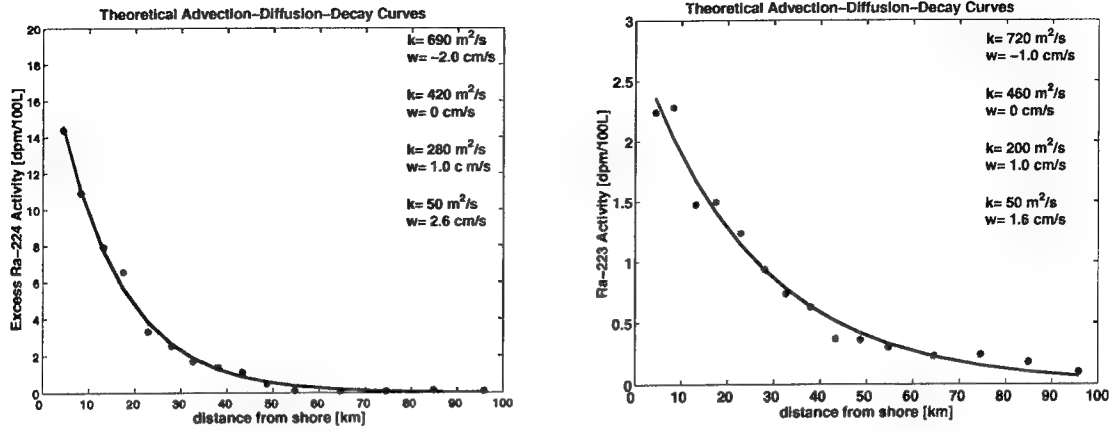 Theoretical Advection-Diffusion-Decay Curves
20
18
16
14
12
10
8
6
4
2
0
Excess Ra-224 Activity [dpm/100L]
k= 690 m²/s
w= -2.0 cm/s
k= 420 m²/s
w= 0 cm/s
k= 280 m²/s
w= 1.0 c m/s
k= 50 m²/s
w= 2.6 cm/s
0 10 20 30 40 50 60 70 80 90 100
distance from shore [km]
Theoretical Advection-Diffusion-Decay Curves
3
2.5
2
1.5
1
0.5
0
Ra-223 Activity [dpm/100L]
k= 720 m²/s
w= -1.0 cm/s
k= 460 m²/s
w= 0 cm/s
k= 200 m²/s
w= 1.0 cm/s
k= 50 m²/s
w= 1.6 cm/s
0 10 20 30 40 50 60 70 80 90 100
distance from shore [km]